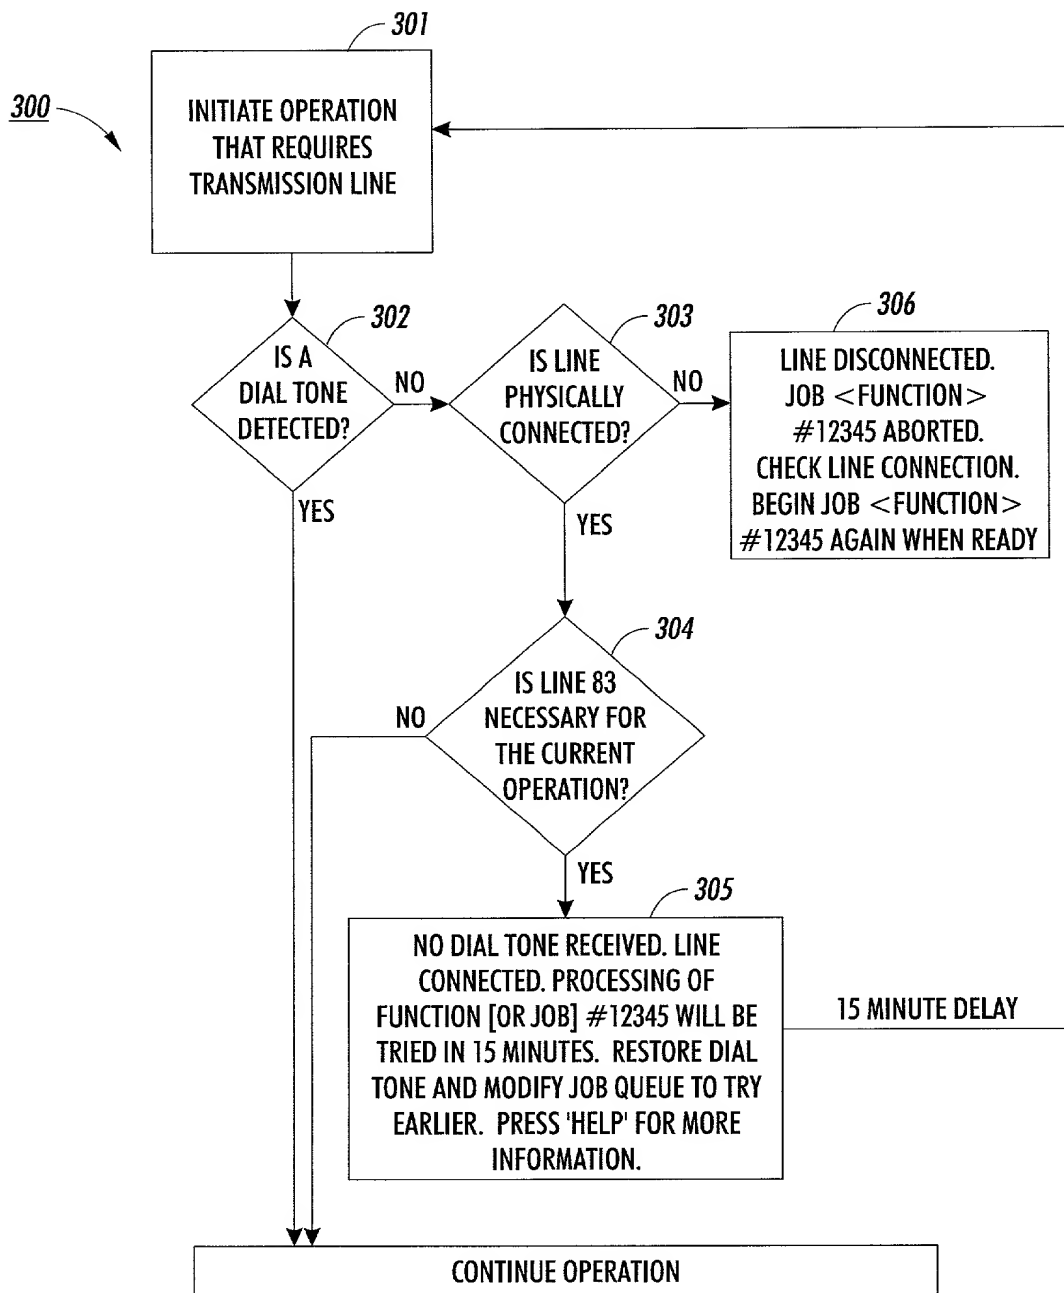 301
300
INITIATE OPERATION
THAT REQUIRES
TRANSMISSION LINE
302
IS A
DIAL TONE
DETECTED?
NO
YES
303
IS LINE
PHYSICALLY
CONNECTED?
NO
YES
306
LINE DISCONNECTED.
JOB <FUNCTION>
#12345 ABORTED.
CHECK LINE CONNECTION.
BEGIN JOB <FUNCTION>
#12345 AGAIN WHEN READY
304
IS LINE 83
NECESSARY FOR
THE CURRENT
OPERATION?
NO
YES
305
NO DIAL TONE RECEIVED. LINE
CONNECTED. PROCESSING OF
FUNCTION [OR JOB] #12345 WILL BE
TRIED IN 15 MINUTES. RESTORE DIAL
TONE AND MODIFY JOB QUEUE TO TRY
EARLIER. PRESS 'HELP' FOR MORE
INFORMATION.
15 MINUTE DELAY
CONTINUE OPERATION